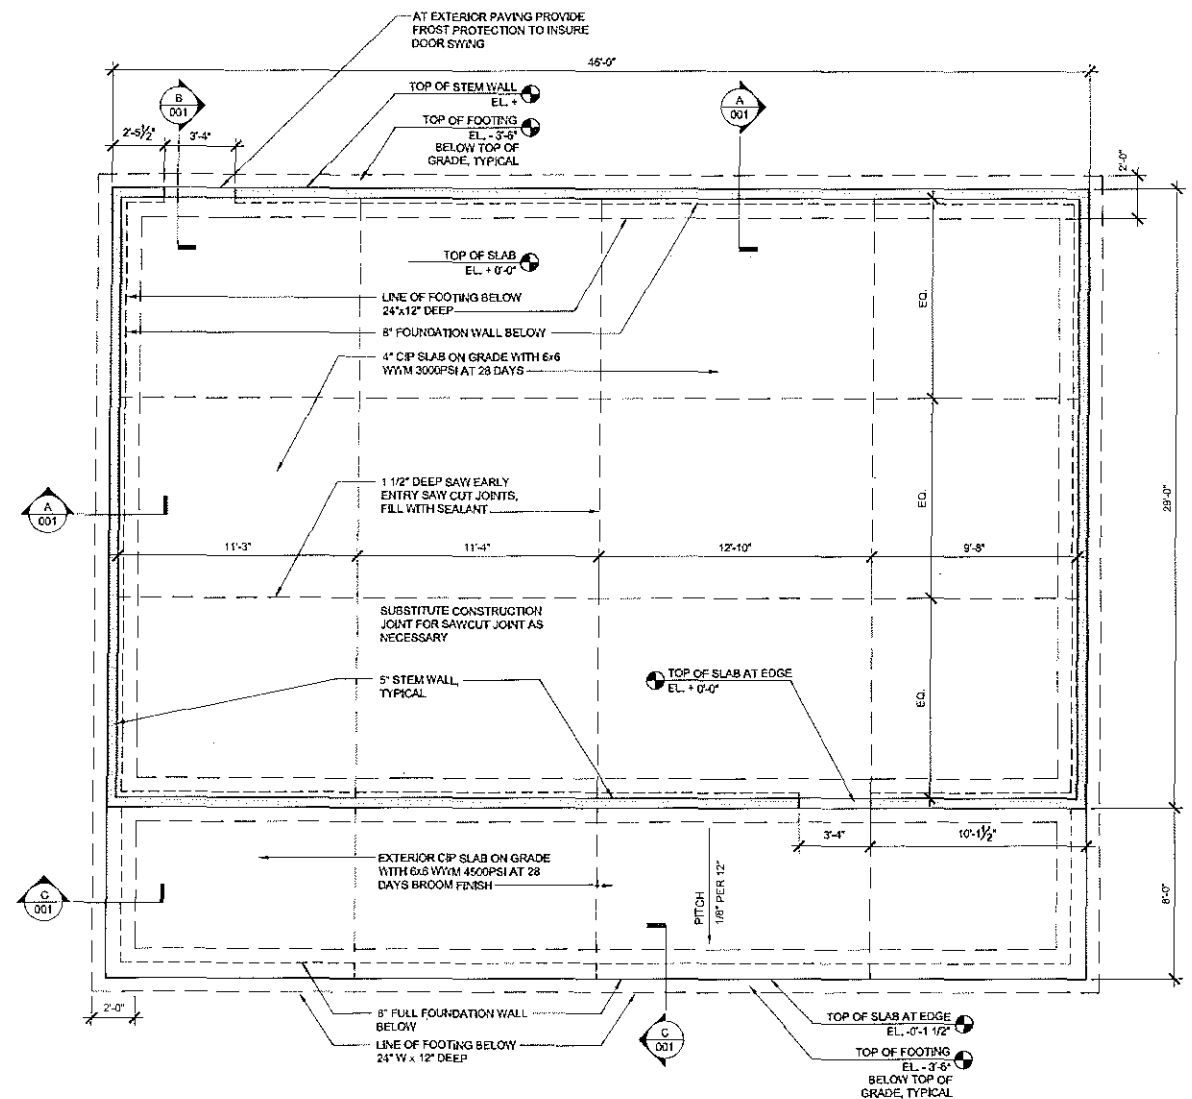 AT EXTERIOR PAVING PROVIDE
FROST PROTECTION TO INSURE
DOOR SWING
46'-0"
B
001
TOP OF STEM WALL
EL. +
A
001
2'-5½"
3'-4"
TOP OF FOOTING
EL. - 3'-6"
BELOW TOP OF
GRADE, TYPICAL
2'-0"
TOP OF SLAB
EL. + 0'-0"
LINE OF FOOTING BELOW
24"x12" DEEP
EQ.
8" FOUNDATION WALL BELOW
4" CIP SLAB ON GRADE WITH 6x6
WWM 3000PSI AT 28 DAYS
1 1/2" DEEP SAW EARLY
ENTRY SAW CUT JOINTS,
FILL WITH SEALANT
EQ.
29'-0"
A
001
11'-3"
11'-4"
12'-10"
9'-8"
SUBSTITUTE CONSTRUCTION
JOINT FOR SAWCUT JOINT AS
NECESSARY
5" STEM WALL,
TYPICAL
TOP OF SLAB AT EDGE
EL. + 0'-0"
EQ.
3'-4"
10'-1½"
EXTERIOR CIP SLAB ON GRADE
WITH 6x6 WWM 4500PSI AT 28
DAYS BROOM FINISH
PITCH
1/8" PER 12"
8'-0"
C
001
2'-0"
8" FULL FOUNDATION WALL
BELOW
LINE OF FOOTING BELOW
24" W x 12" DEEP
C
001
TOP OF SLAB AT EDGE
EL. -0'-1 1/2"
TOP OF FOOTING
EL. - 3'-6"
BELOW TOP OF
GRADE, TYPICAL